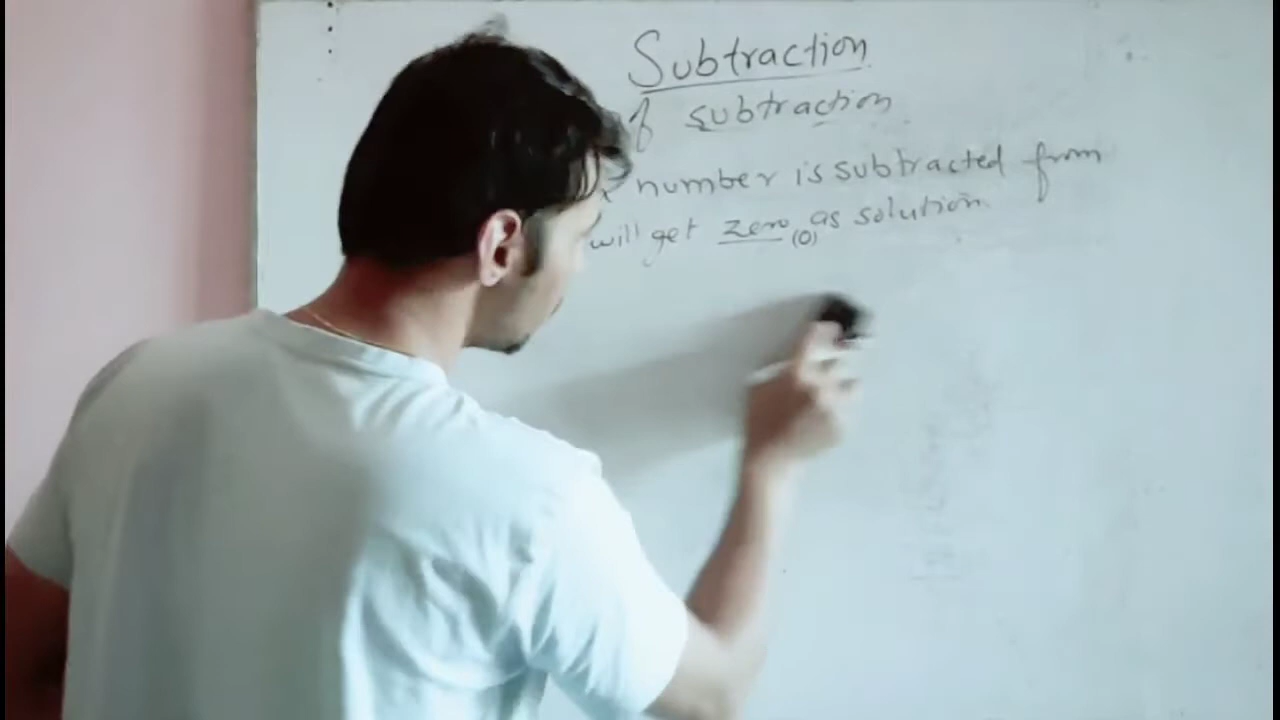 Subtraction
of subtraction
number is subtracted from
will get zero as solution
(0)